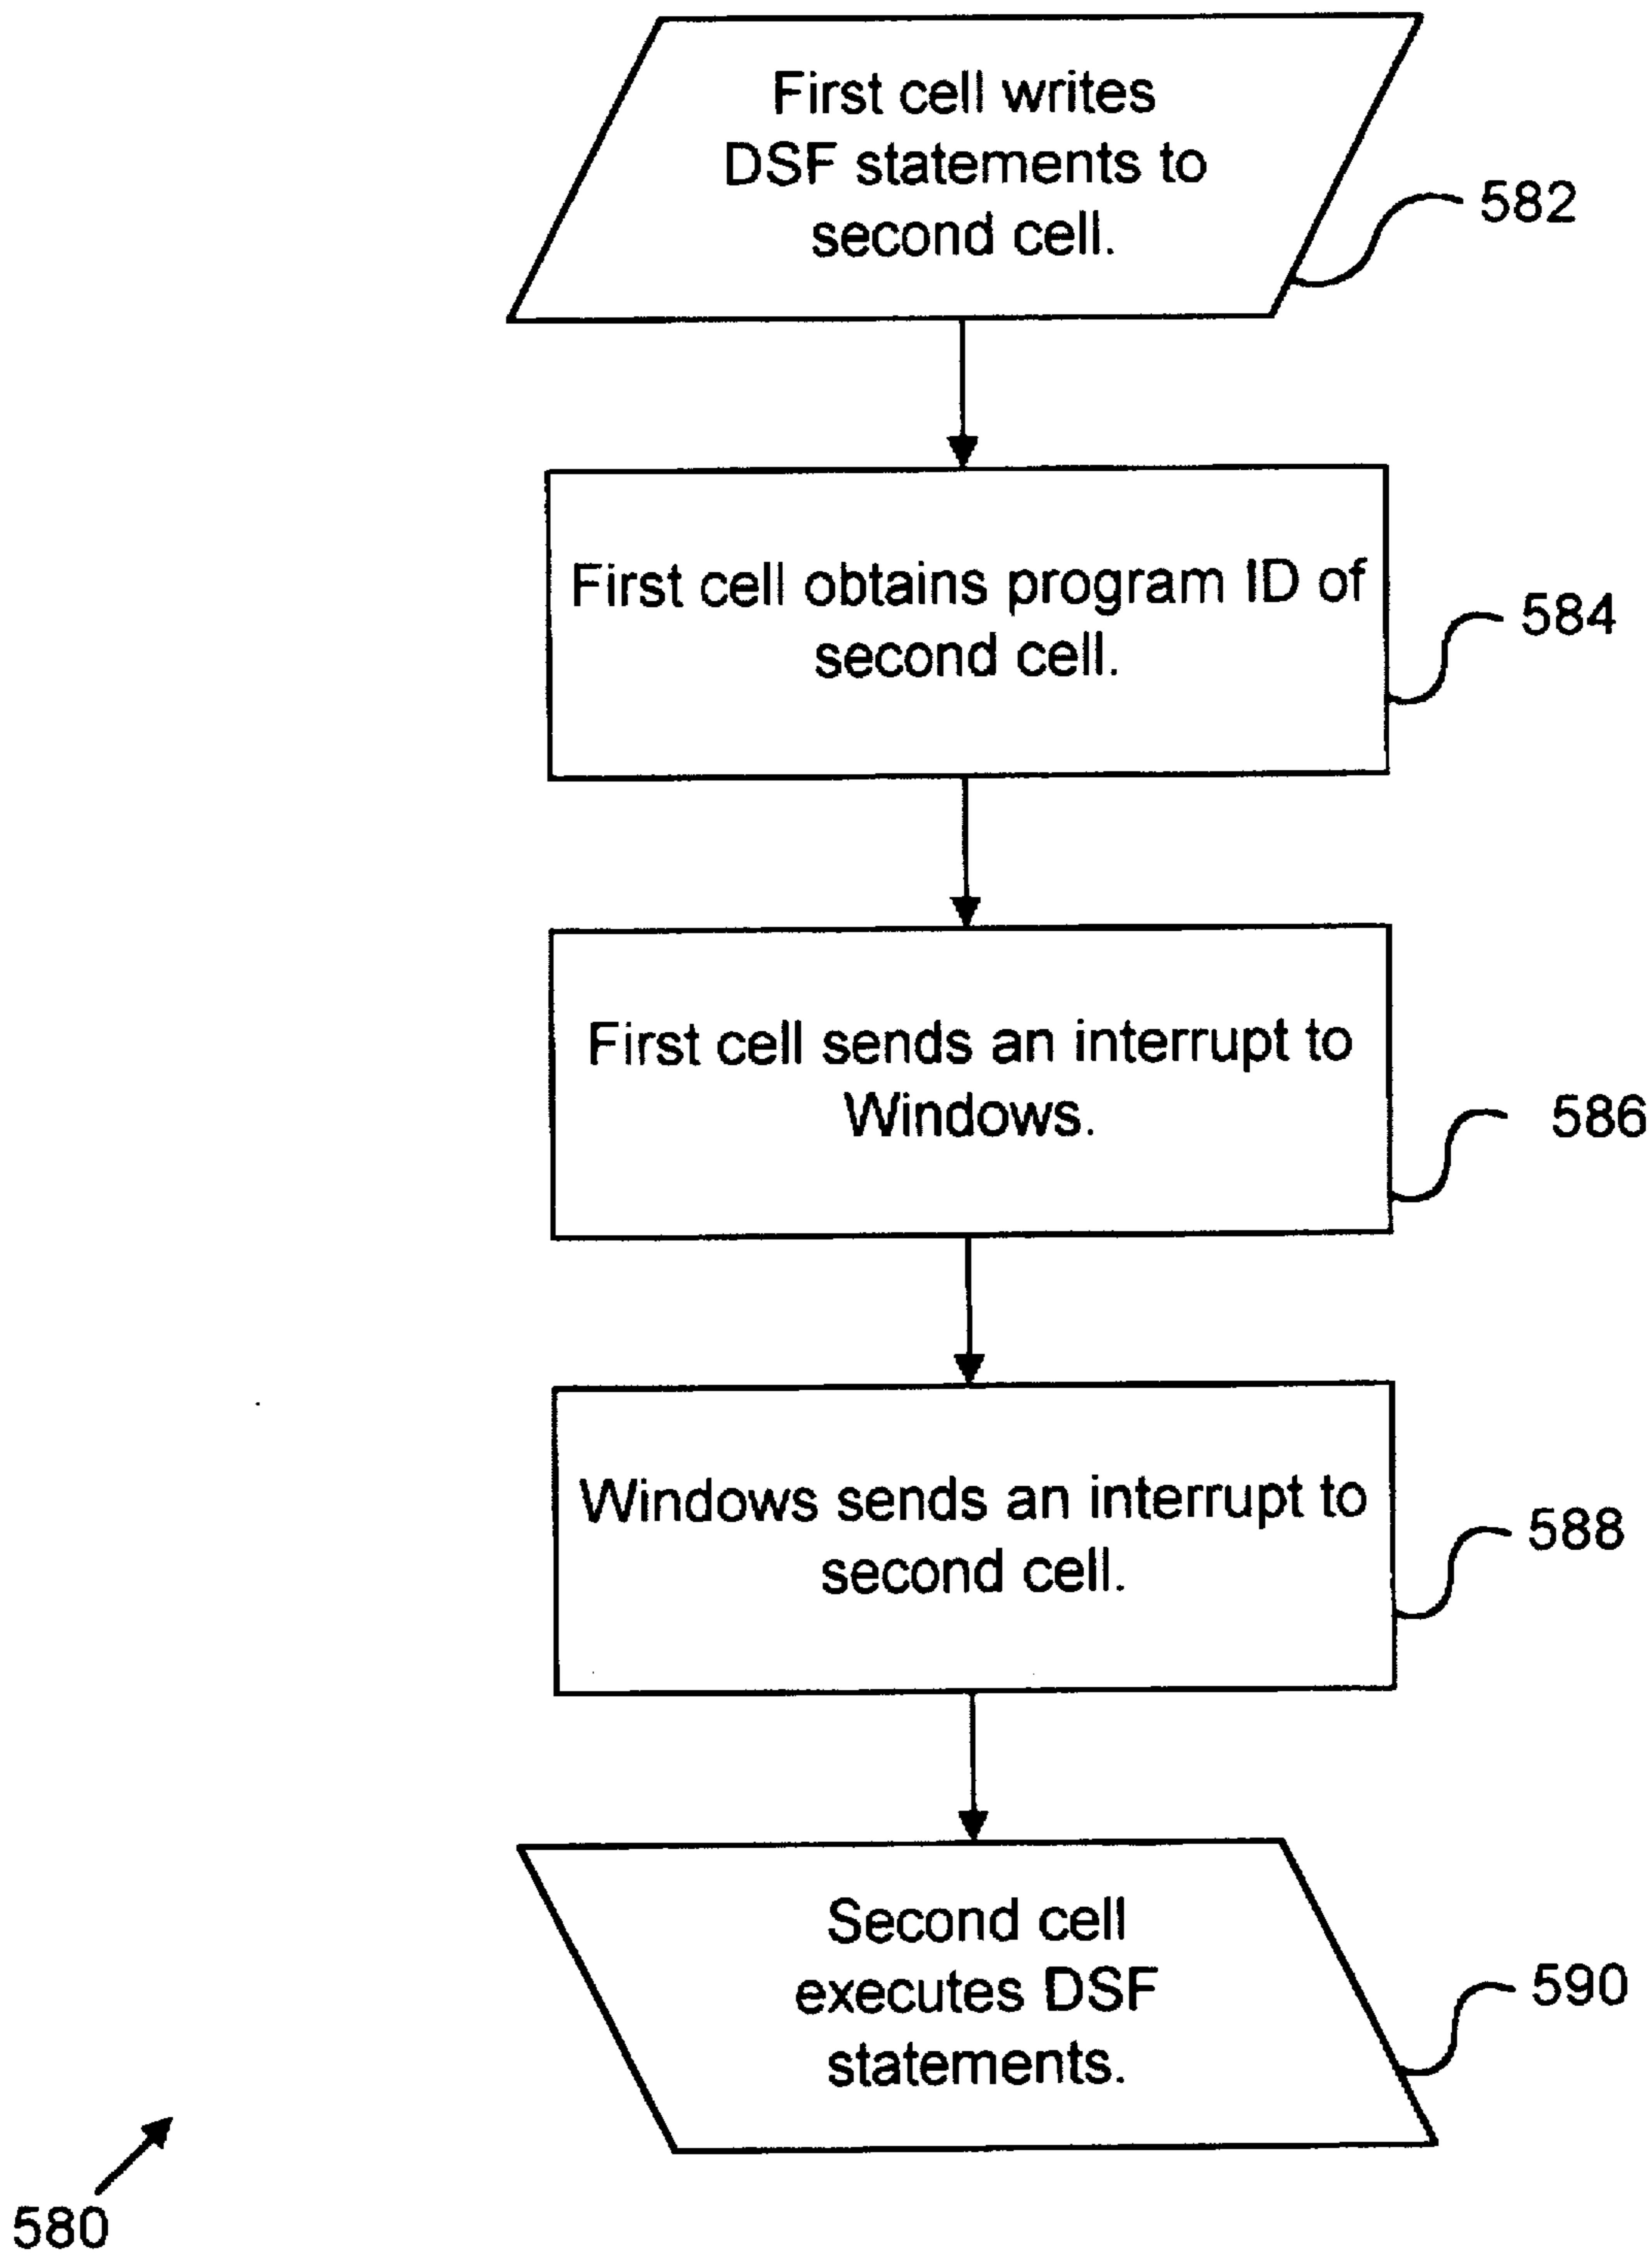 First cell writes
DSF statements to
second cell.
582
First cell obtains program ID of
second cell.
584
First cell sends an interrupt to
Windows.
586
Windows sends an interrupt to
second cell.
588
Second cell
executes DSF
statements.
590
580